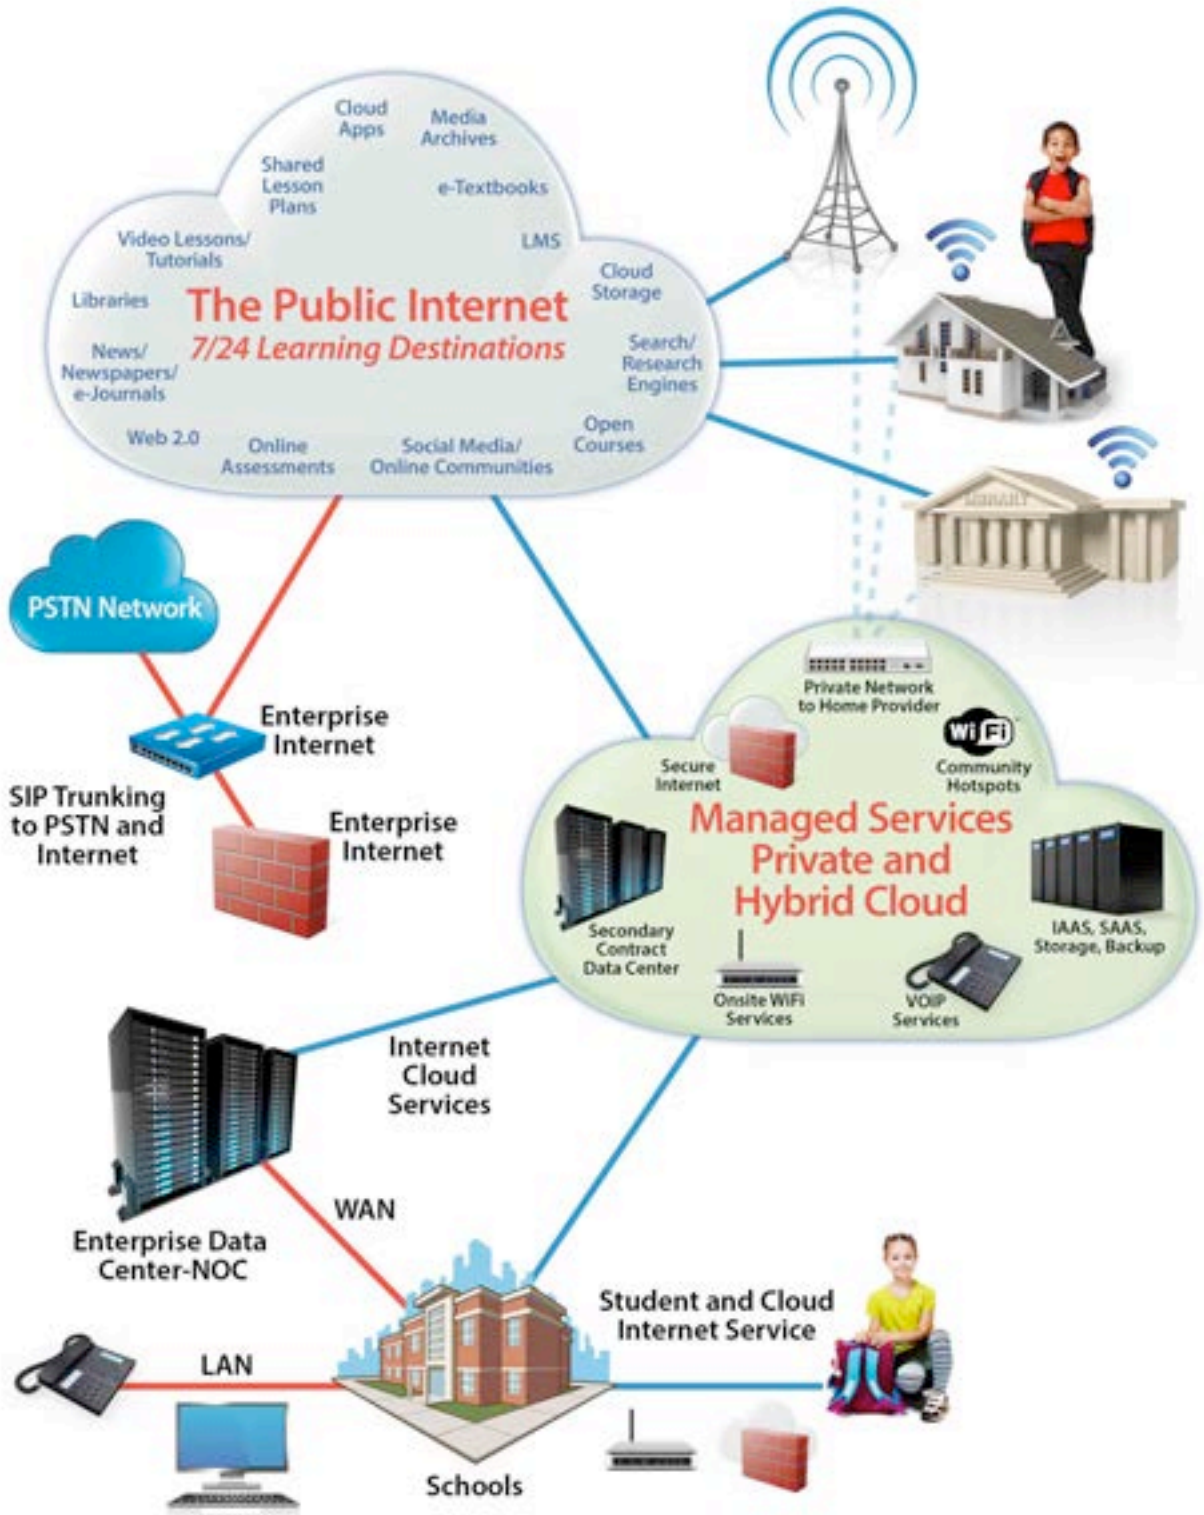 Cloud
Apps
Media
Archives
Shared
Lesson
Plans
e-Textbooks
Video Lessons/
Tutorials
LMS
Cloud
Storage
Libraries
The Public Internet
7/24 Learning Destinations
News/
Newspapers/
e-Journals
Search/
Research
Engines
Web 2.0
Online
Assessments
Social Media/
Online Communities
Open
Courses
LIBRARY
PSTN Network
Enterprise
Internet
SIP Trunking
to PSTN and
Internet
Enterprise
Internet
Private Network
to Home Provider
Secure
Internet
WiFi
Community
Hotspots
Managed Services
Private and
Hybrid Cloud
Secondary
Contract
Data Center
Onsite WiFi
Services
VOIP
Services
IAAS, SAAS,
Storage, Backup
Internet
Cloud
Services
Enterprise Data
Center-NOC
WAN
Student and Cloud
Internet Service
LAN
Schools